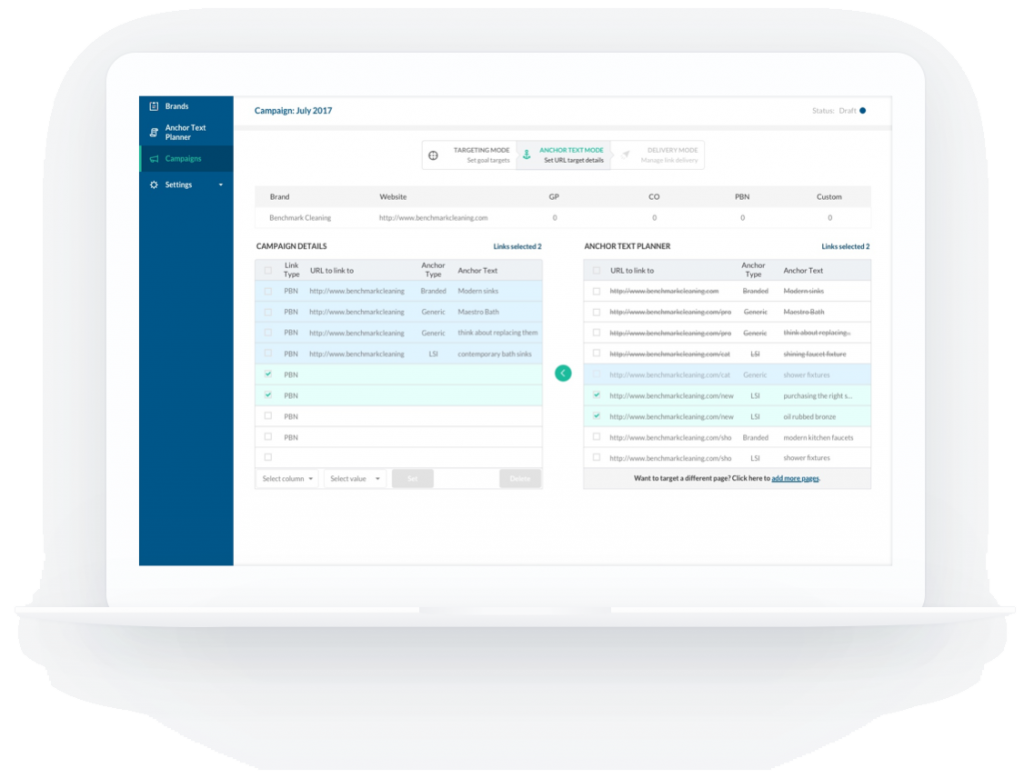 Brands
Anchor Text
Planner
Campaigns
Settings
Campaign: July 2017
Status: Draft
TARGETING MODE
Set goal targets
ANCHOR TEXT MODE
Set URL target details
DELIVERY MODE
Manage link delivery
Brand Website GP CO PBN Custom
Benchmark Cleaning http://www.benchmarkcleaning.com 0 0 0 0
CAMPAIGN DETAILS Links selected 2
Link Type URL to link to Anchor Type Anchor Text
PBN http://www.benchmarkcleaning Branded Modern sinks
PBN http://www.benchmarkcleaning Generic Maestro Bath
PBN http://www.benchmarkcleaning Generic think about replacing them
PBN http://www.benchmarkcleaning LSI contemporary bath sinks
PBN
PBN
PBN
PBN
Select column Select value Set Delete
ANCHOR TEXT PLANNER Links selected 2
URL to link to Anchor Type Anchor Text
http://www.benchmarkcleaning.com Branded Modern sinks
http://www.benchmarkcleaning.com/pro Generic Maestro Bath
http://www.benchmarkcleaning.com/pro Generic think about replacing...
http://www.benchmarkcleaning.com/cat LSI shining faucet fixture
http://www.benchmarkcleaning.com/cat Generic shower fixtures
http://www.benchmarkcleaning.com/new LSI purchasing the right s...
http://www.benchmarkcleaning.com/new LSI oil rubbed bronze
http://www.benchmarkcleaning.com/sho Branded modern kitchen faucets
http://www.benchmarkcleaning.com/sho LSI shower fixtures
Want to target a different page? Click here to add more pages.